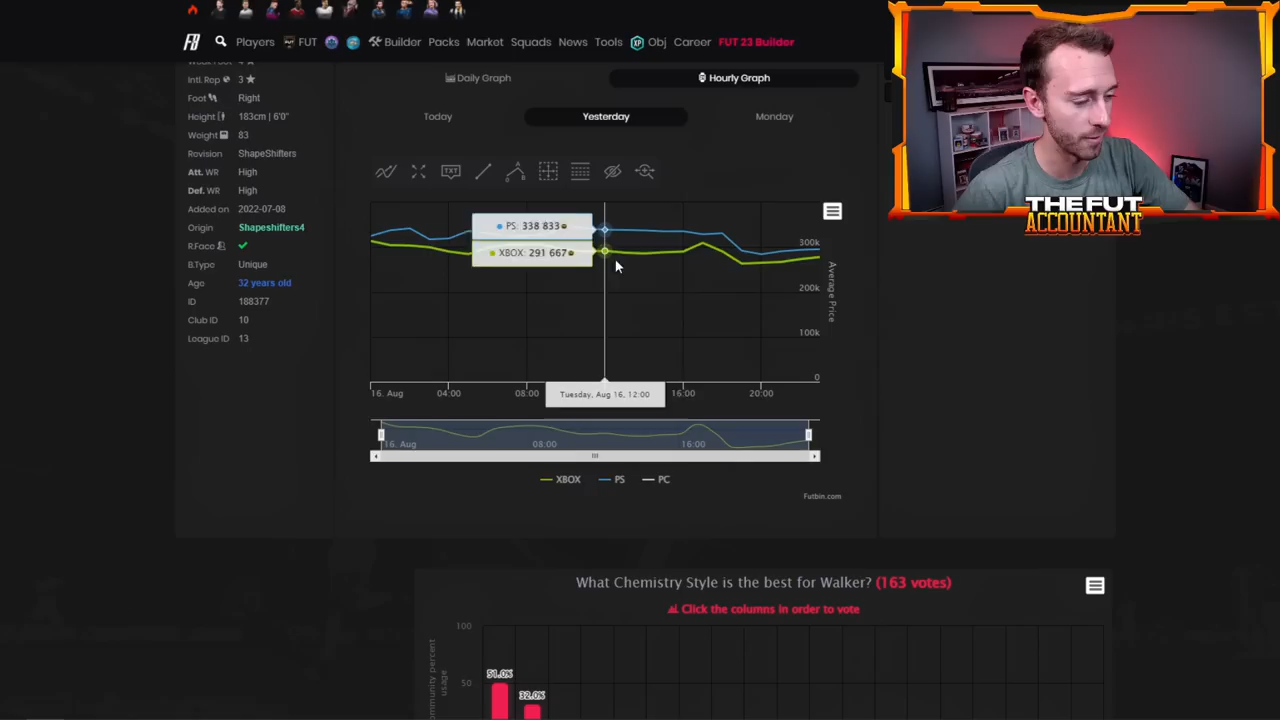 F8
Players
FUT
Builder
Packs
Market
Squads
News
Tools
XP
Obj
Career
FUT 23 Builder
Intl. Rep
3
Foot
Right
Height
183cm | 6'0"
Weight
83
Revision
ShapeShifters
Att. WR
High
Def. WR
High
Added on
2022-07-08
Origin
Shapeshifters4
R.Face
B.Type
Unique
Age
32 years old
ID
188377
Club ID
10
League ID
13
Daily Graph
Hourly Graph
Today
Yesterday
Monday
TXT
PS: 338 833
XBOX: 291 667
300k
200k
100k
0
Average Price
16. Aug
04:00
08:00
Tuesday, Aug 16, 12:00
16:00
20:00
16. Aug
08:00
16:00
XBOX
PS
PC
Futbin.com
THE FUT
ACCOUNTANT
What Chemistry Style is the best for Walker? (163 votes)
Click the columns in order to vote
100
50
51.0%
32.0%
usage